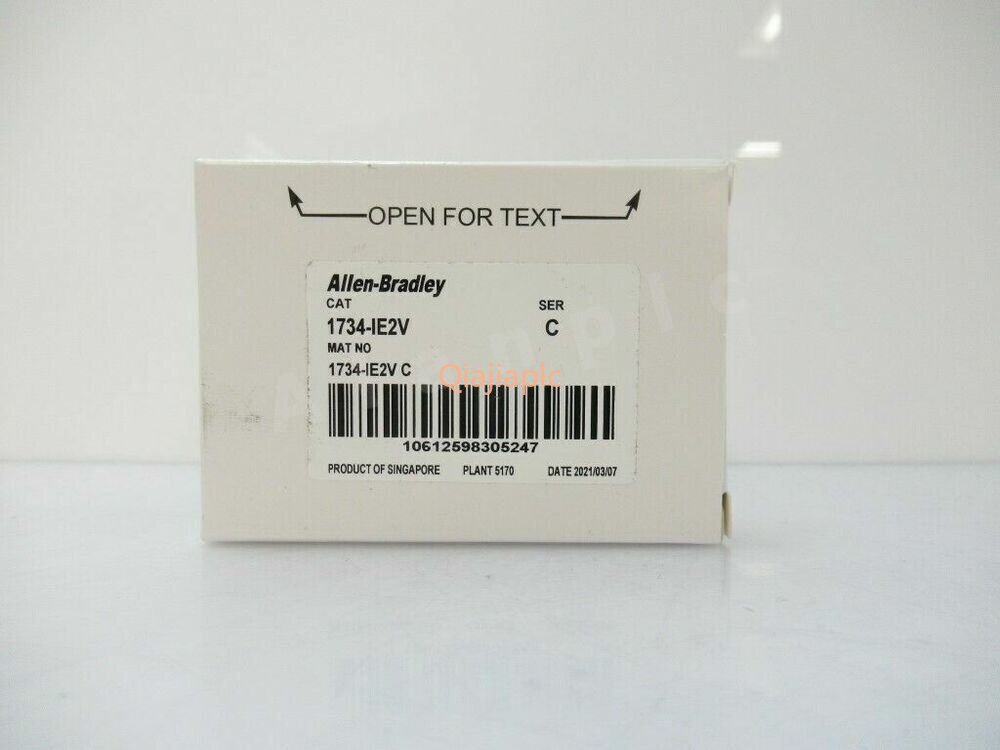 OPEN FOR TEXT
Allen-Bradley
CAT SER
1734-IE2V C
MAT NO
1734-IE2V C
Qiajiaplc
10612598305247
PRODUCT OF SINGAPORE PLANT 5170 DATE 2021/03/07